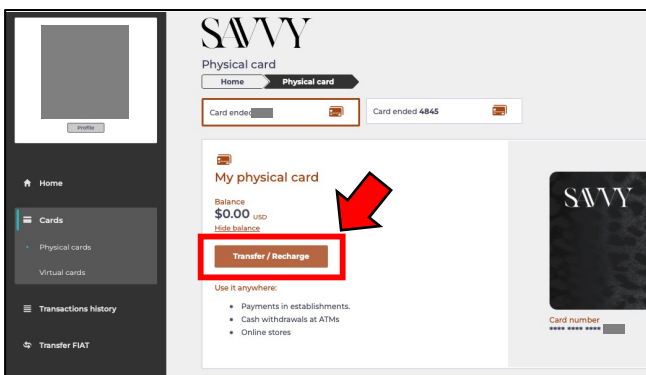 SAVVY
Physical card
Home Physical card
Card ended
Card ended 4845
Profile
Home
Cards
Physical cards
Virtual cards
Transactions history
Transfer FIAT
My physical card
Balance
$0.00 USD
Hide balance
Transfer / Recharge
Use it anywhere:
• Payments in establishments.
• Cash withdrawals at ATMs
• Online stores
SAVVY
Card number
**** **** ****